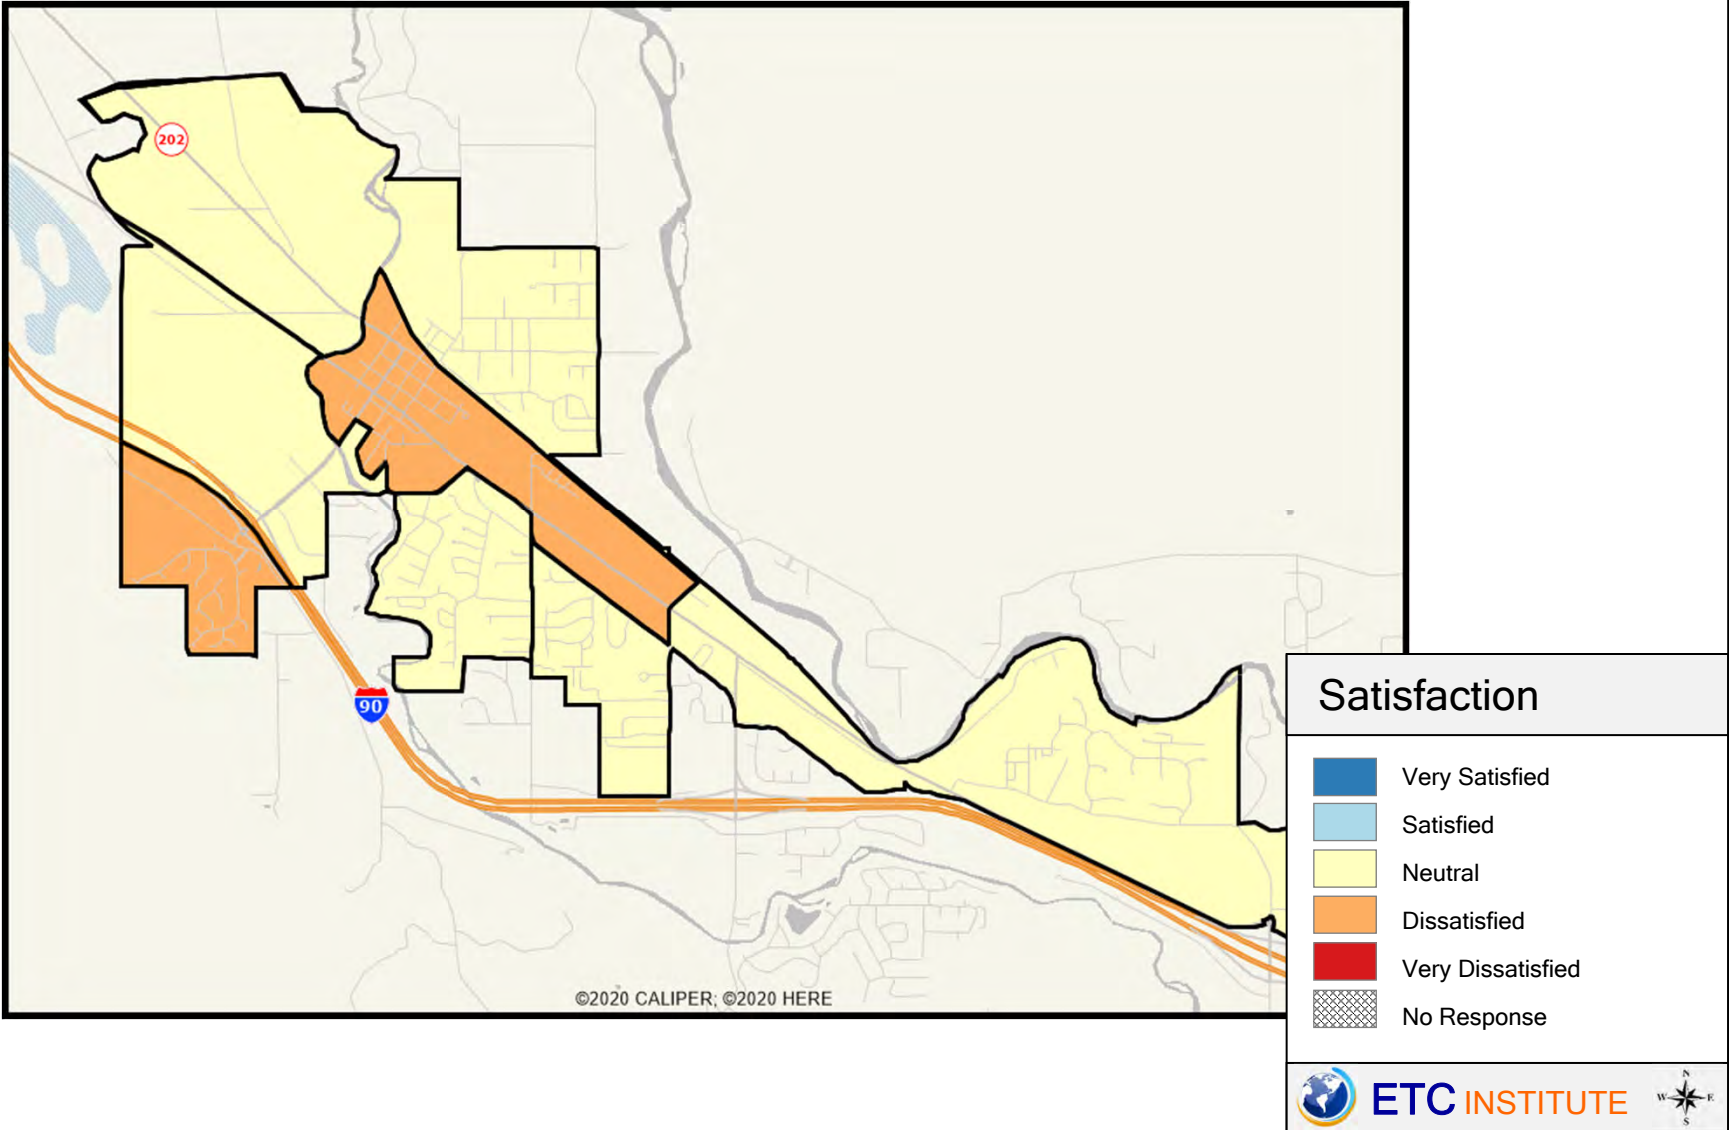 202
90
©2020 CALIPER; ©2020 HERE
Satisfaction
Very Satisfied
Satisfied
Neutral
Dissatisfied
Very Dissatisfied
No Response
ETC INSTITUTE
N
W E
S